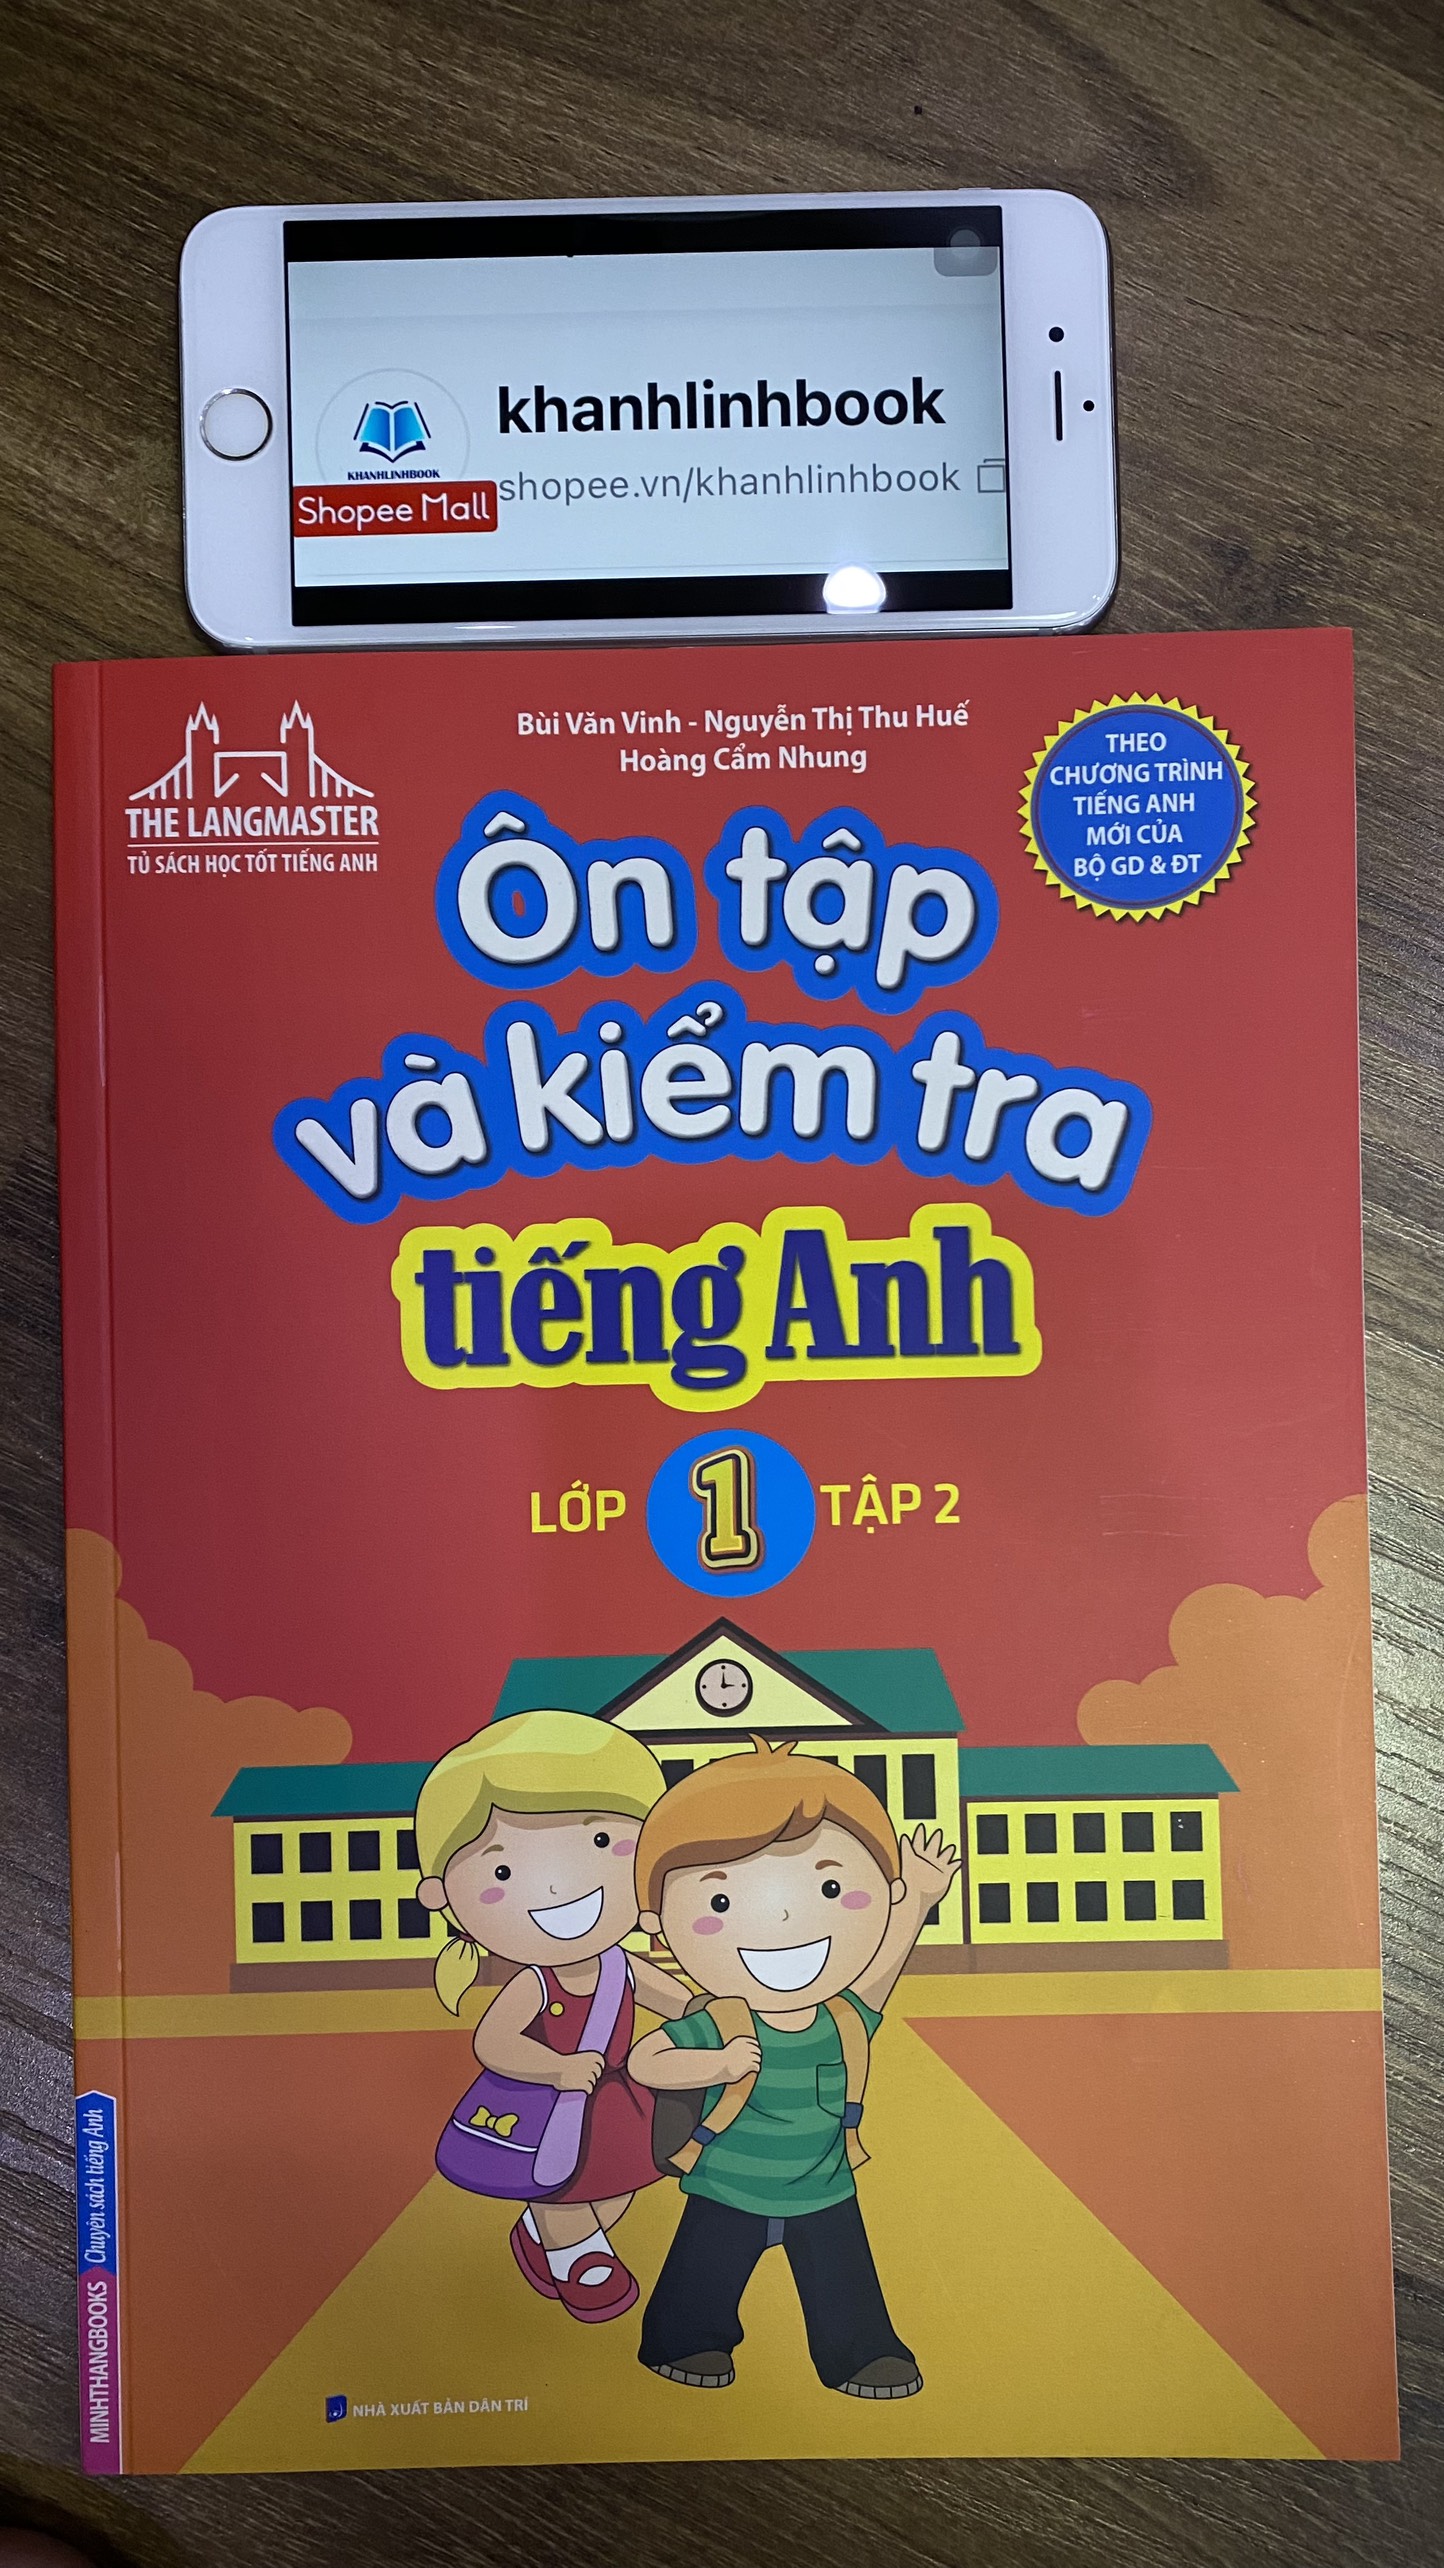 khanhlinhbook
KHANHLINHBOOK
Shopee Mall
shopee.vn/khanhlinhbook
THE LANGMASTER
TỦ SÁCH HỌC TỐT TIẾNG ANH
Bùi Văn Vinh - Nguyễn Thị Thu Huế
Hoàng Cẩm Nhung
THEO
CHƯƠNG TRÌNH
TIẾNG ANH
MỚI CỦA
BỘ GD & ĐT
Ôn tập
và kiểm tra
tiếng Anh
LỚP 1 TẬP 2
MINHTHANGBOOKS Chuyên sách tiếng Anh
NHÀ XUẤT BẢN DÂN TRÍ